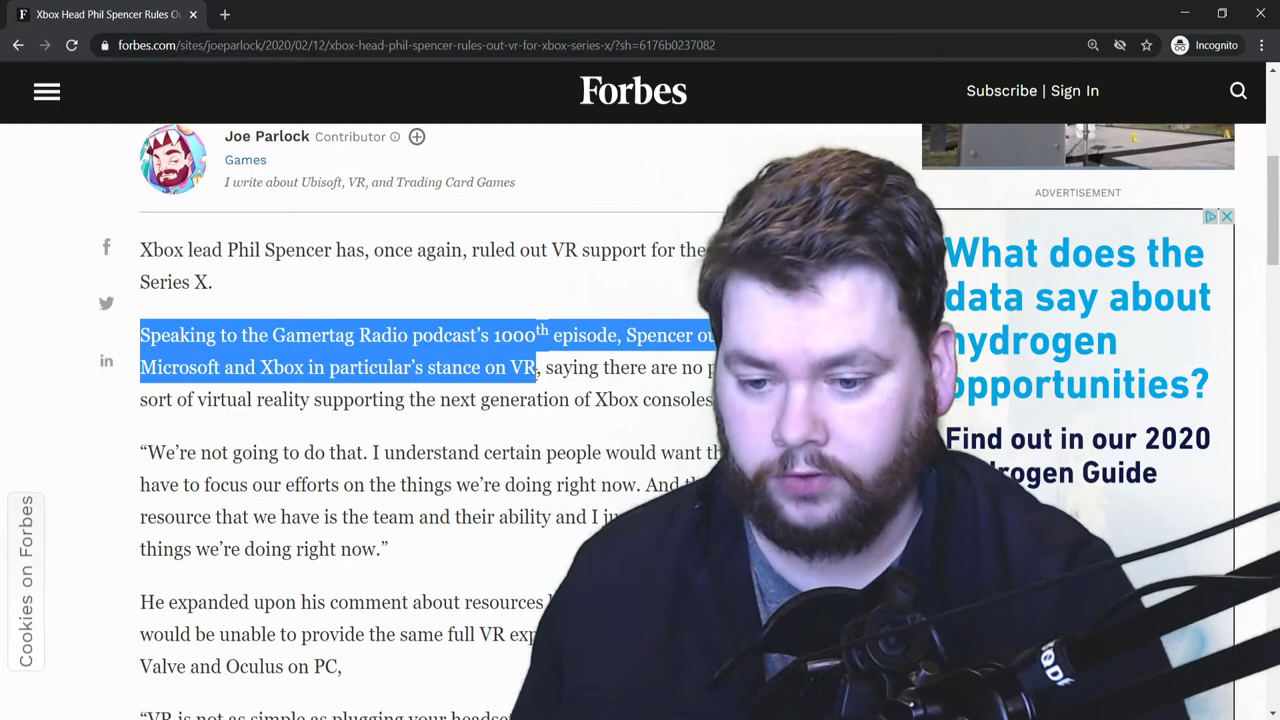 Xbox Head Phil Spencer Rules O
forbes.com/sites/joeparlock/2020/02/12/xbox-head-phil-spencer-rules-out-vr-for-xbox-series-x/?sh=6176b0237082
Incognito
Forbes
Subscribe | Sign In
Joe Parlock Contributor
Games
I write about Ubisoft, VR, and Trading Card Games
Xbox lead Phil Spencer has, once again, ruled out VR support for the
Series X.
Speaking to the Gamertag Radio podcast’s 1000th episode, Spencer
Microsoft and Xbox in particular’s stance on VR, saying there are no
sort of virtual reality supporting the next generation of Xbox consoles
“We’re not going to do that. I understand certain people would want
have to focus our efforts on the things we’re doing right now. And
resource that we have is the team and their ability and I
things we’re doing right now.”
He expanded upon his comment about resources
would be unable to provide the same full VR
Valve and Oculus on PC,
“VR is not as simple as plugging your
Cookies on Forbes
ADVERTISEMENT
What does the
data say about
hydrogen
opportunities?
Find out in our 2020
Guide